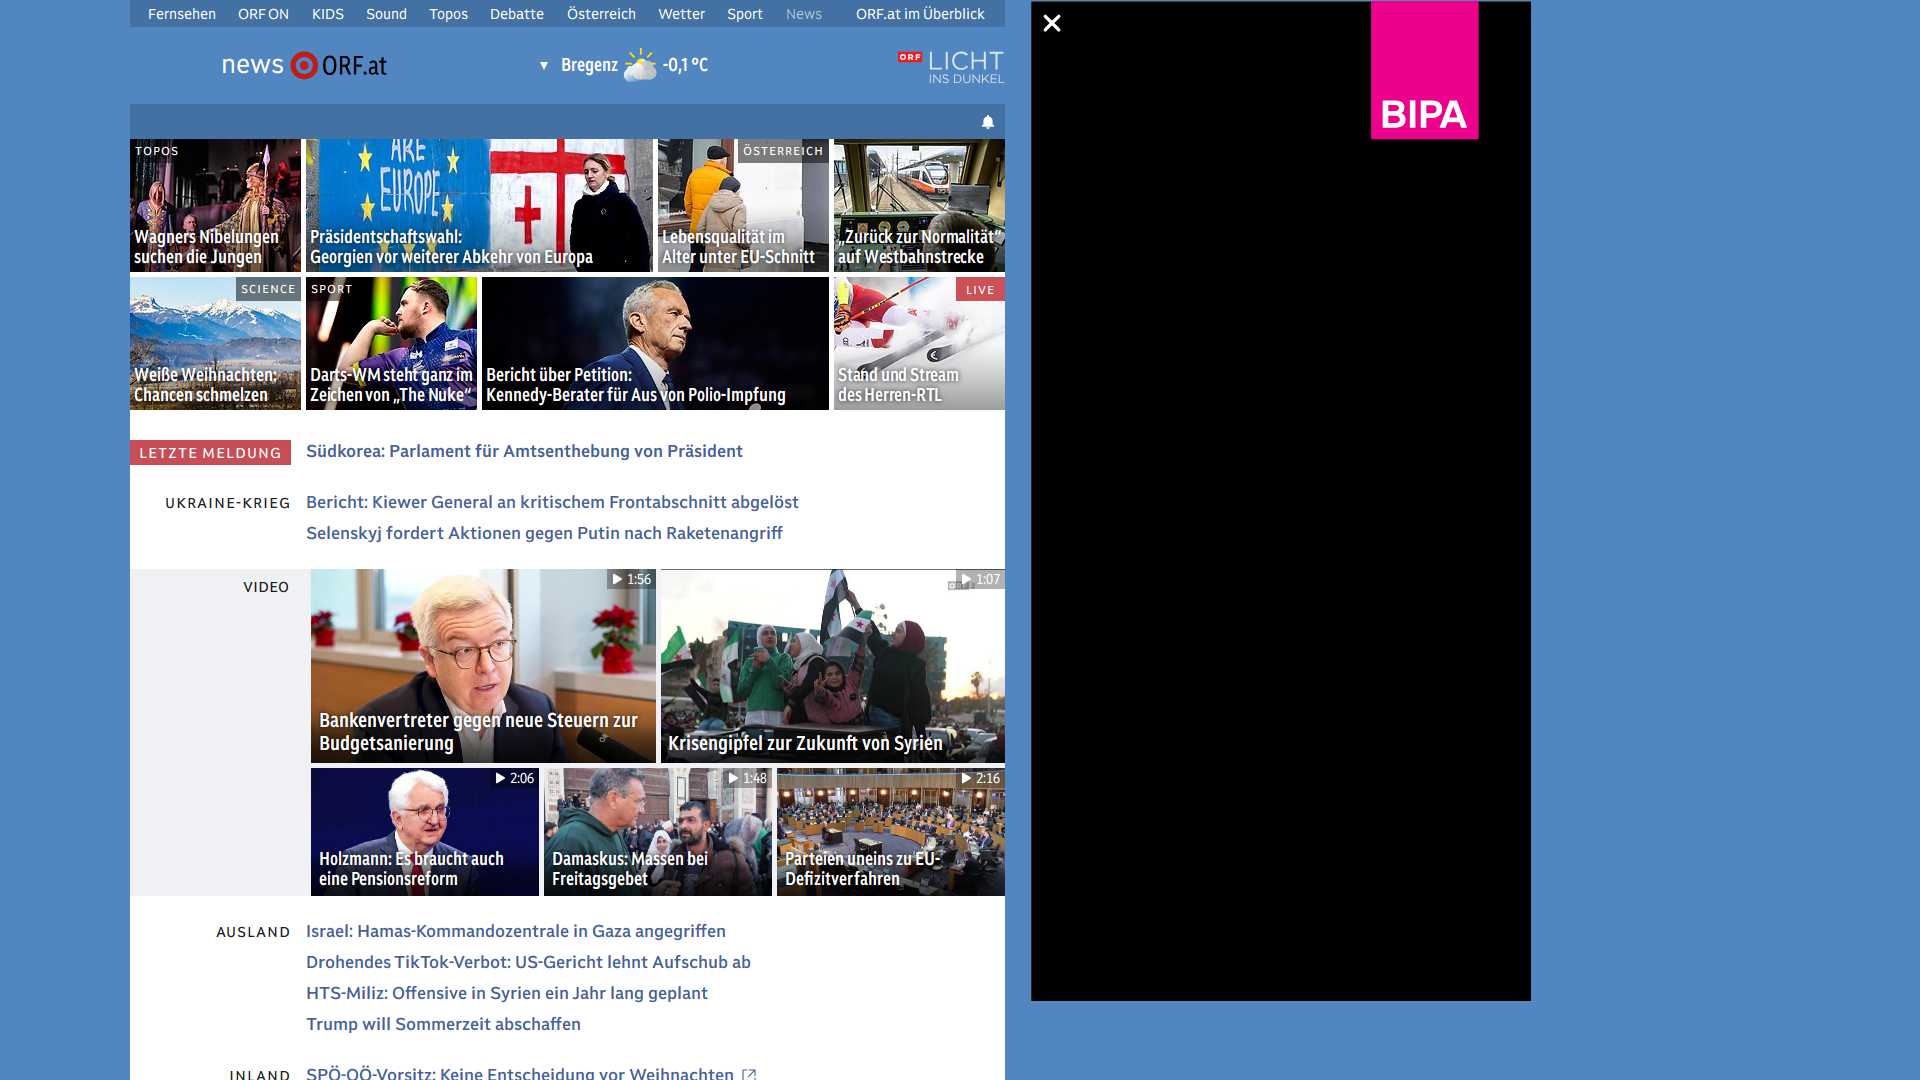 Fernsehen ORF ON KIDS Sound Topos Debatte Österreich Wetter Sport News ORF.at im Überblick
news ORF.at
▼ Bregenz -0,1 °C
ORF LICHT
INS DUNKEL
BIPA
TOPOS
Wagners Nibelungen
suchen die Jungen
ARE
EUROPE
Präsidentschaftswahl:
Georgien vor weiterer Abkehr von Europa
ÖSTERREICH
Lebensqualität im
Alter unter EU-Schnitt
„Zurück zur Normalität“
auf Westbahnstrecke
SCIENCE
Weiße Weihnachten:
Chancen schmelzen
SPORT
Darts-WM steht ganz im
Zeichen von „The Nuke“
Bericht über Petition:
Kennedy-Berater für Aus von Polio-Impfung
LIVE
Stand und Stream
des Herren-RTL
LETZTE MELDUNG
Südkorea: Parlament für Amtsenthebung von Präsident
UKRAINE-KRIEG
Bericht: Kiewer General an kritischem Frontabschnitt abgelöst
Selenskyj fordert Aktionen gegen Putin nach Raketenangriff
VIDEO
1:56
Bankenvertreter gegen neue Steuern zur
Budgetsanierung
1:07
Krisengipfel zur Zukunft von Syrien
2:06
Holzmann: Es braucht auch
eine Pensionsreform
1:48
Damaskus: Massen bei
Freitagsgebet
2:16
Parteien uneins zu EU-
Defizitverfahren
AUSLAND
Israel: Hamas-Kommandozentrale in Gaza angegriffen
Drohendes TikTok-Verbot: US-Gericht lehnt Aufschub ab
HTS-Miliz: Offensive in Syrien ein Jahr lang geplant
Trump will Sommerzeit abschaffen
INLAND
SPÖ-OÖ-Vorsitz: Keine Entscheidung vor Weihnachten